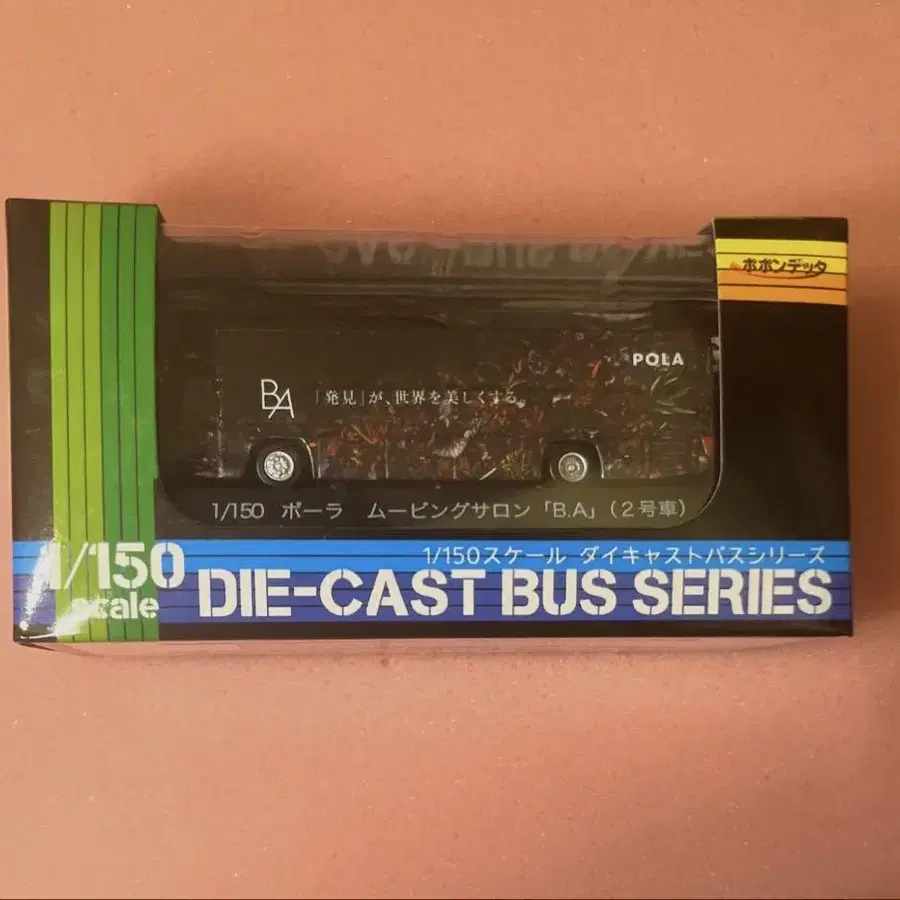 ポポンデッタ
POLA
BA 「発見」が、世界を美しくする。
1/150 ポーラ ムービングサロン「B.A」(2号車)
1/150スケール ダイキャストバスシリーズ
1/150
scale
DIE-CAST BUS SERIES